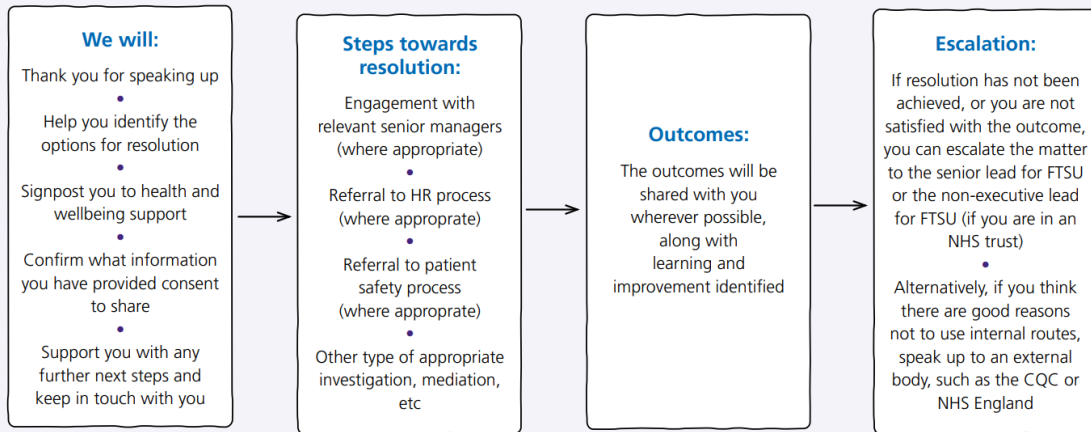 We will:
Thank you for speaking up
•
Help you identify the
options for resolution
•
Signpost you to health and
wellbeing support
•
Confirm what information
you have provided consent
to share
•
Support you with any
further next steps and
keep in touch with you
Steps towards
resolution:
Engagement with
relevant senior managers
(where appropriate)
•
Referral to HR process
(where approprate)
•
Referral to patient
safety process
(where approprate)
•
Other type of appropriate
investigation, mediation,
etc
Outcomes:
The outcomes will be
shared with you
wherever possible,
along with
learning and
improvement identified
Escalation:
If resolution has not been
achieved, or you are not
satisfied with the outcome,
you can escalate the matter
to the senior lead for FTSU
or the non-executive lead
for FTSU (if you are in an
NHS trust)
•
Alternatively, if you think
there are good reasons
not to use internal routes,
speak up to an external
body, such as the CQC or
NHS England